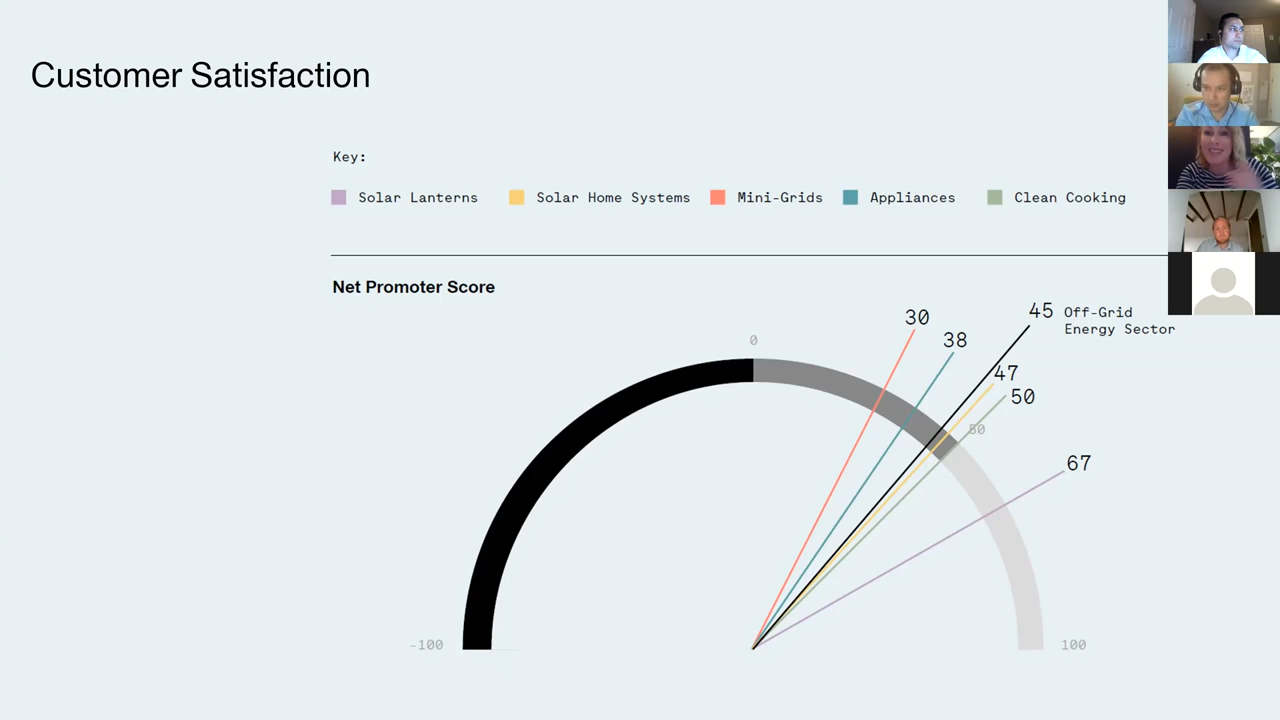 Customer Satisfaction
Key:
Solar Lanterns Solar Home Systems Mini-Grids Appliances Clean Cooking
Net Promoter Score
30
45 Off-Grid
Energy Sector
0
38
47
50
50
67
-100
100